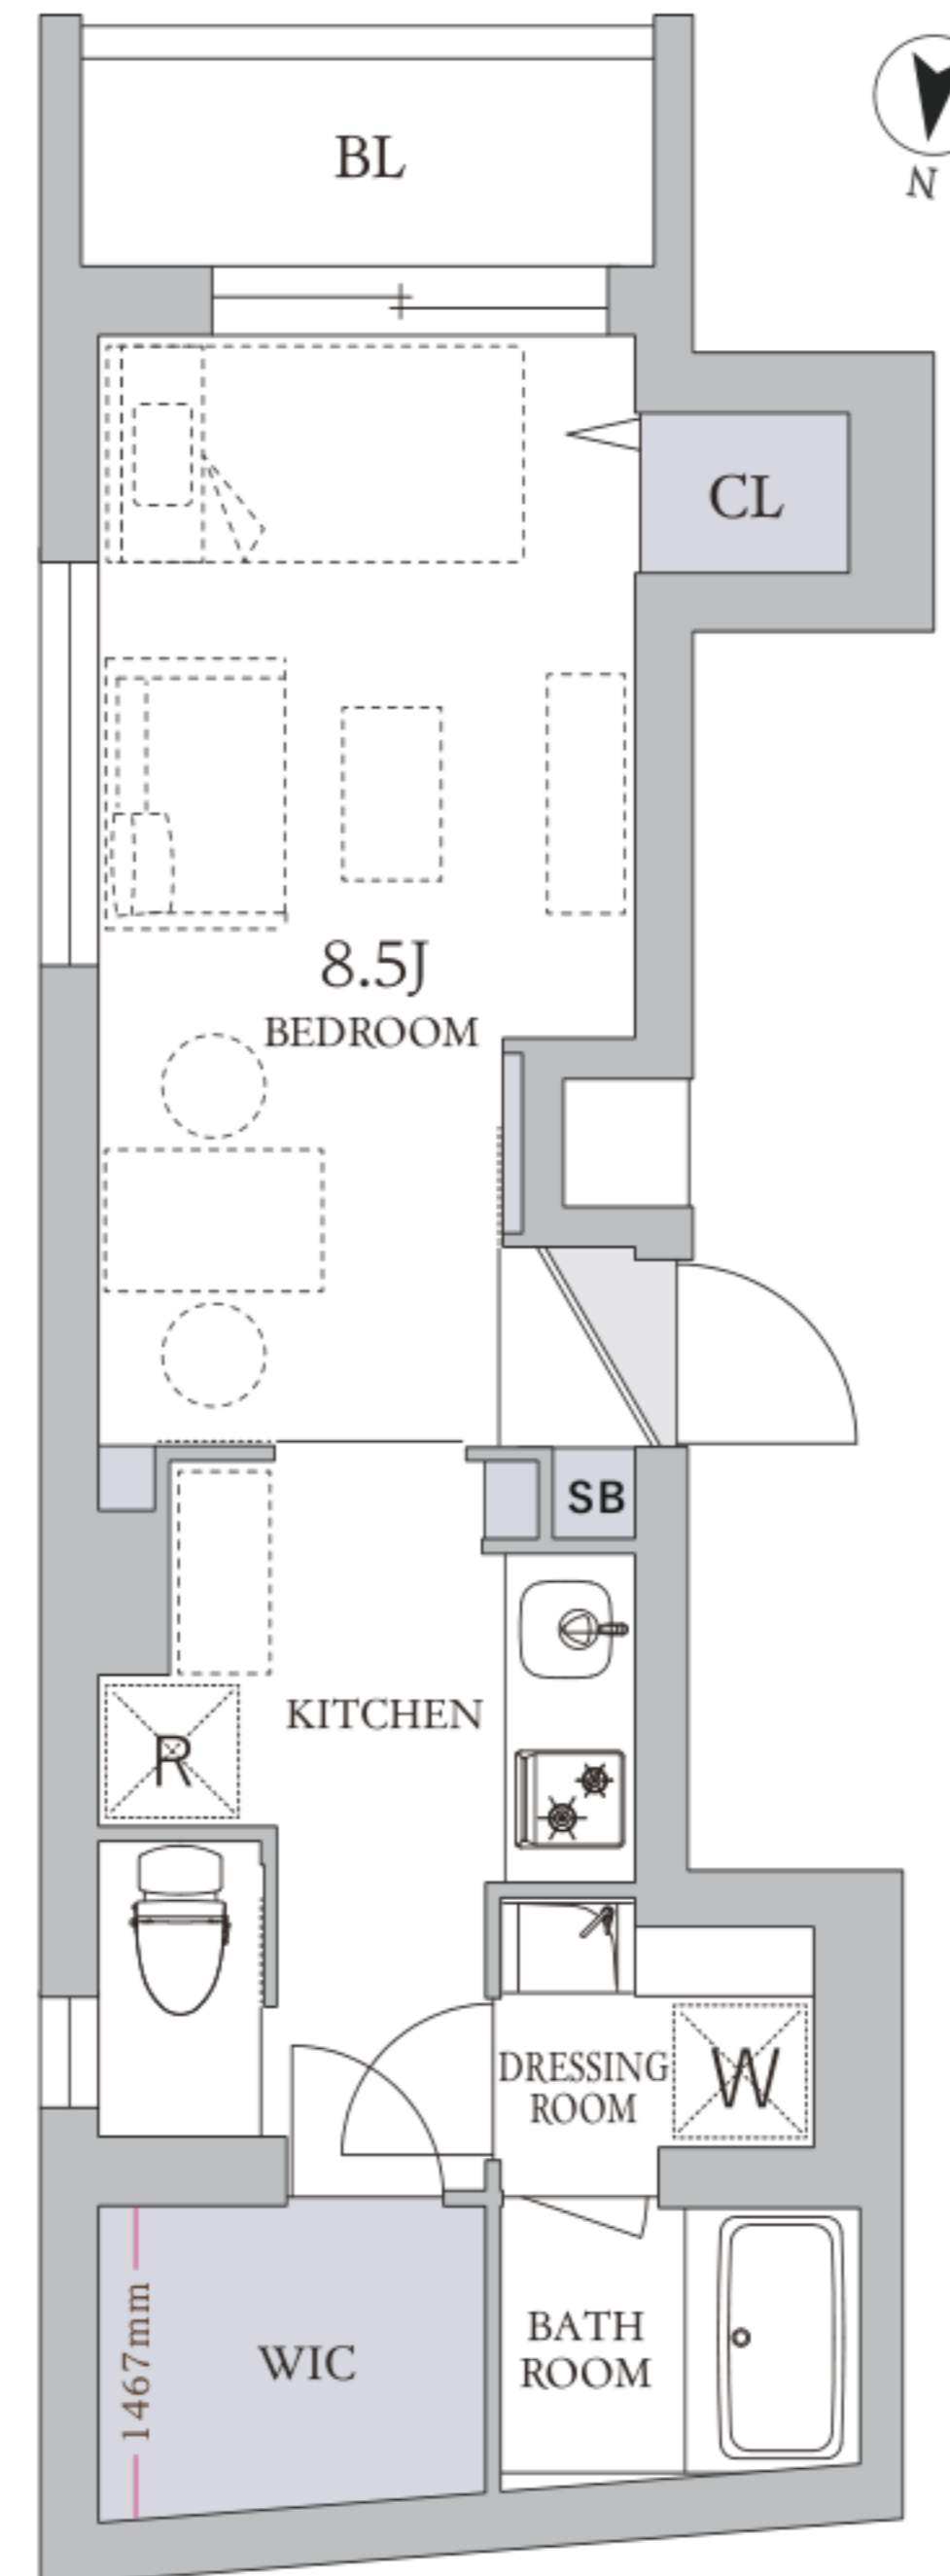 BL
N
CL
8.5J
BEDROOM
SB
KITCHEN
R
DRESSING
ROOM
W
1467mm
WIC
BATH
ROOM